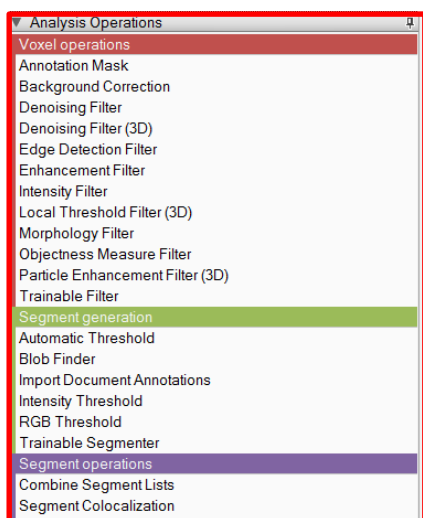 Analysis Operations
Voxel operations
Annotation Mask
Background Correction
Denoising Filter
Denoising Filter (3D)
Edge Detection Filter
Enhancement Filter
Intensity Filter
Local Threshold Filter (3D)
Morphology Filter
Objectness Measure Filter
Particle Enhancement Filter (3D)
Trainable Filter
Segment generation
Automatic Threshold
Blob Finder
Import Document Annotations
Intensity Threshold
RGB Threshold
Trainable Segmenter
Segment operations
Combine Segment Lists
Segment Colocalization